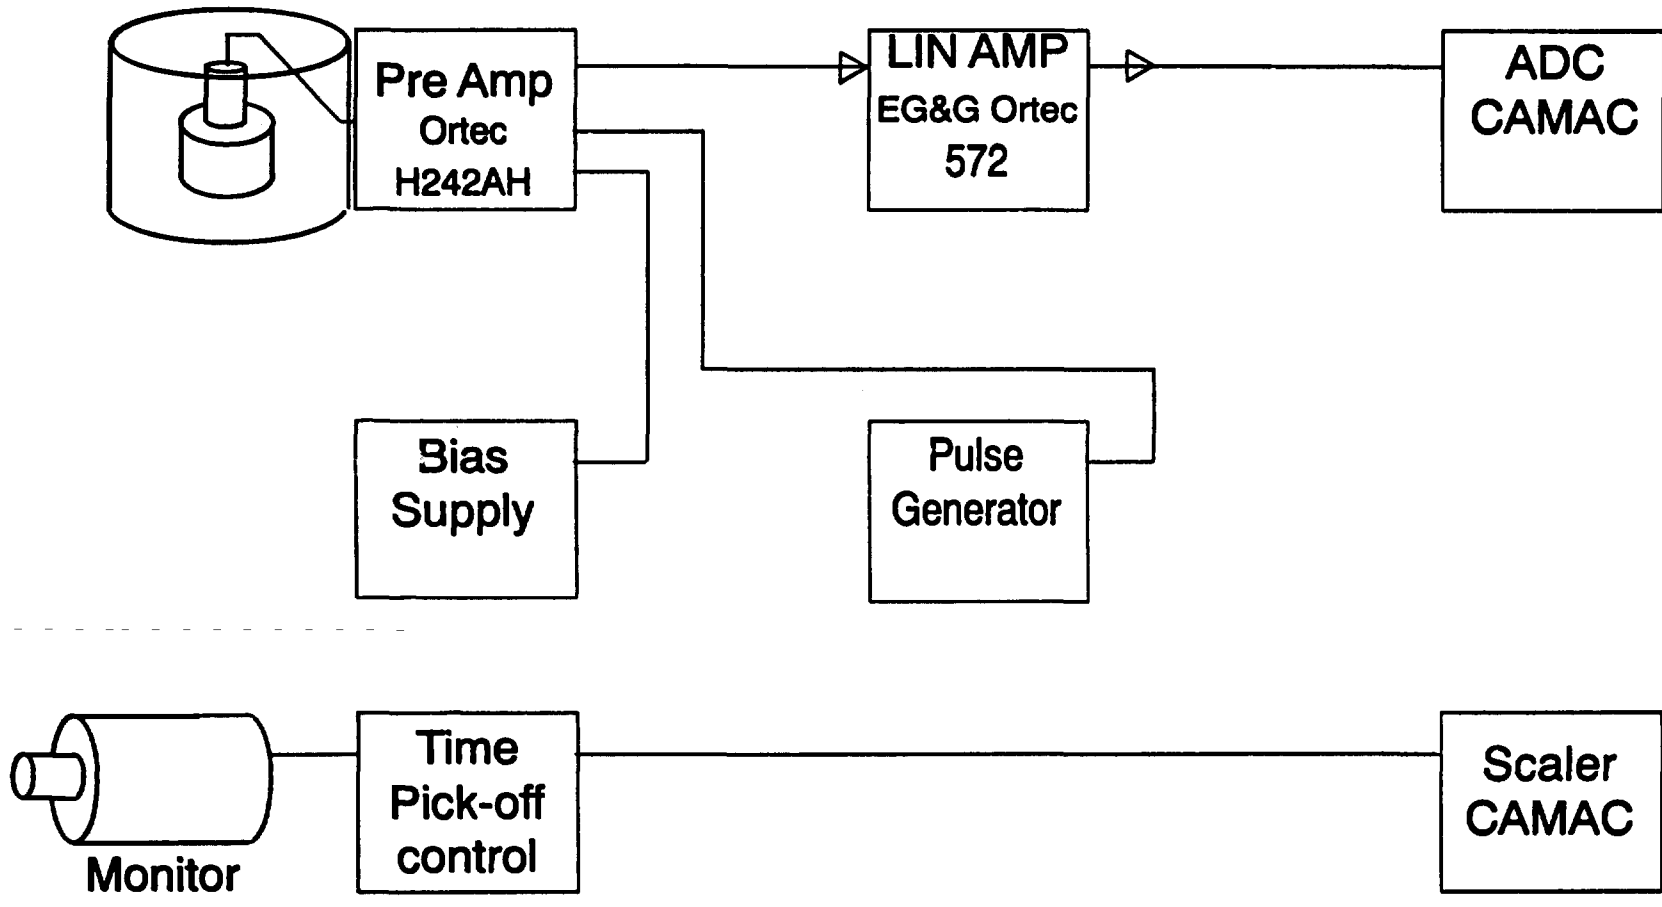 Pre Amp
Ortec
H242AH
LIN AMP
EG&G Ortec
572
ADC
CAMAC
Bias
Supply
Pulse
Generator
Monitor
Time
Pick-off
control
Scaler
CAMAC